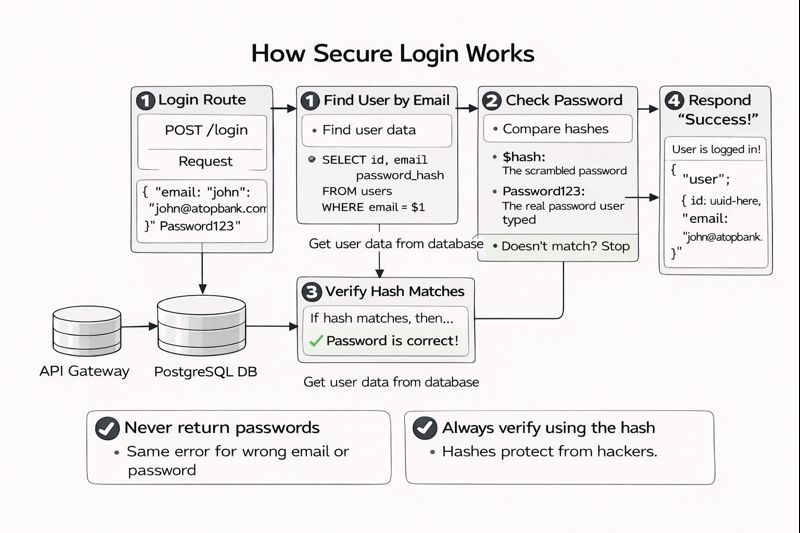 How Secure Login Works
1 Login Route
POST /login
Request
{ "email: "john":
"john@atopbank.com
}" Password123"
1 Find User by Email
• Find user data
SELECT id, email
password_hash
FROM users
WHERE email = $1
Get user data from database
2 Check Password
• Compare hashes
• $hash:
The scrambled password
• Password123:
The real password user
typed
• Doesn't match? Stop
4 Respond
"Success!"
User is logged in!
{
"user";
{ id: uuid-here,
"email:
"john@atopbank.
}"
3 Verify Hash Matches
If hash matches, then...
✓ Password is correct!
Get user data from database
API Gateway
PostgreSQL DB
✓ Never return passwords
• Same error for wrong email or
password
✓ Always verify using the hash
• Hashes protect from hackers.